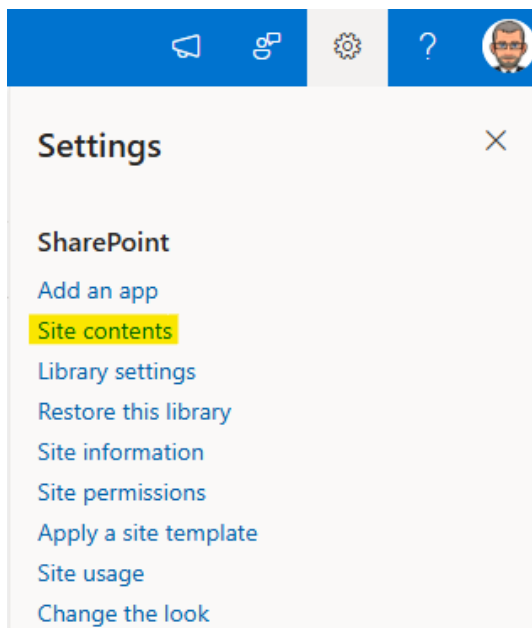 ?
Settings
SharePoint
Add an app
Site contents
Library settings
Restore this library
Site information
Site permissions
Apply a site template
Site usage
Change the look